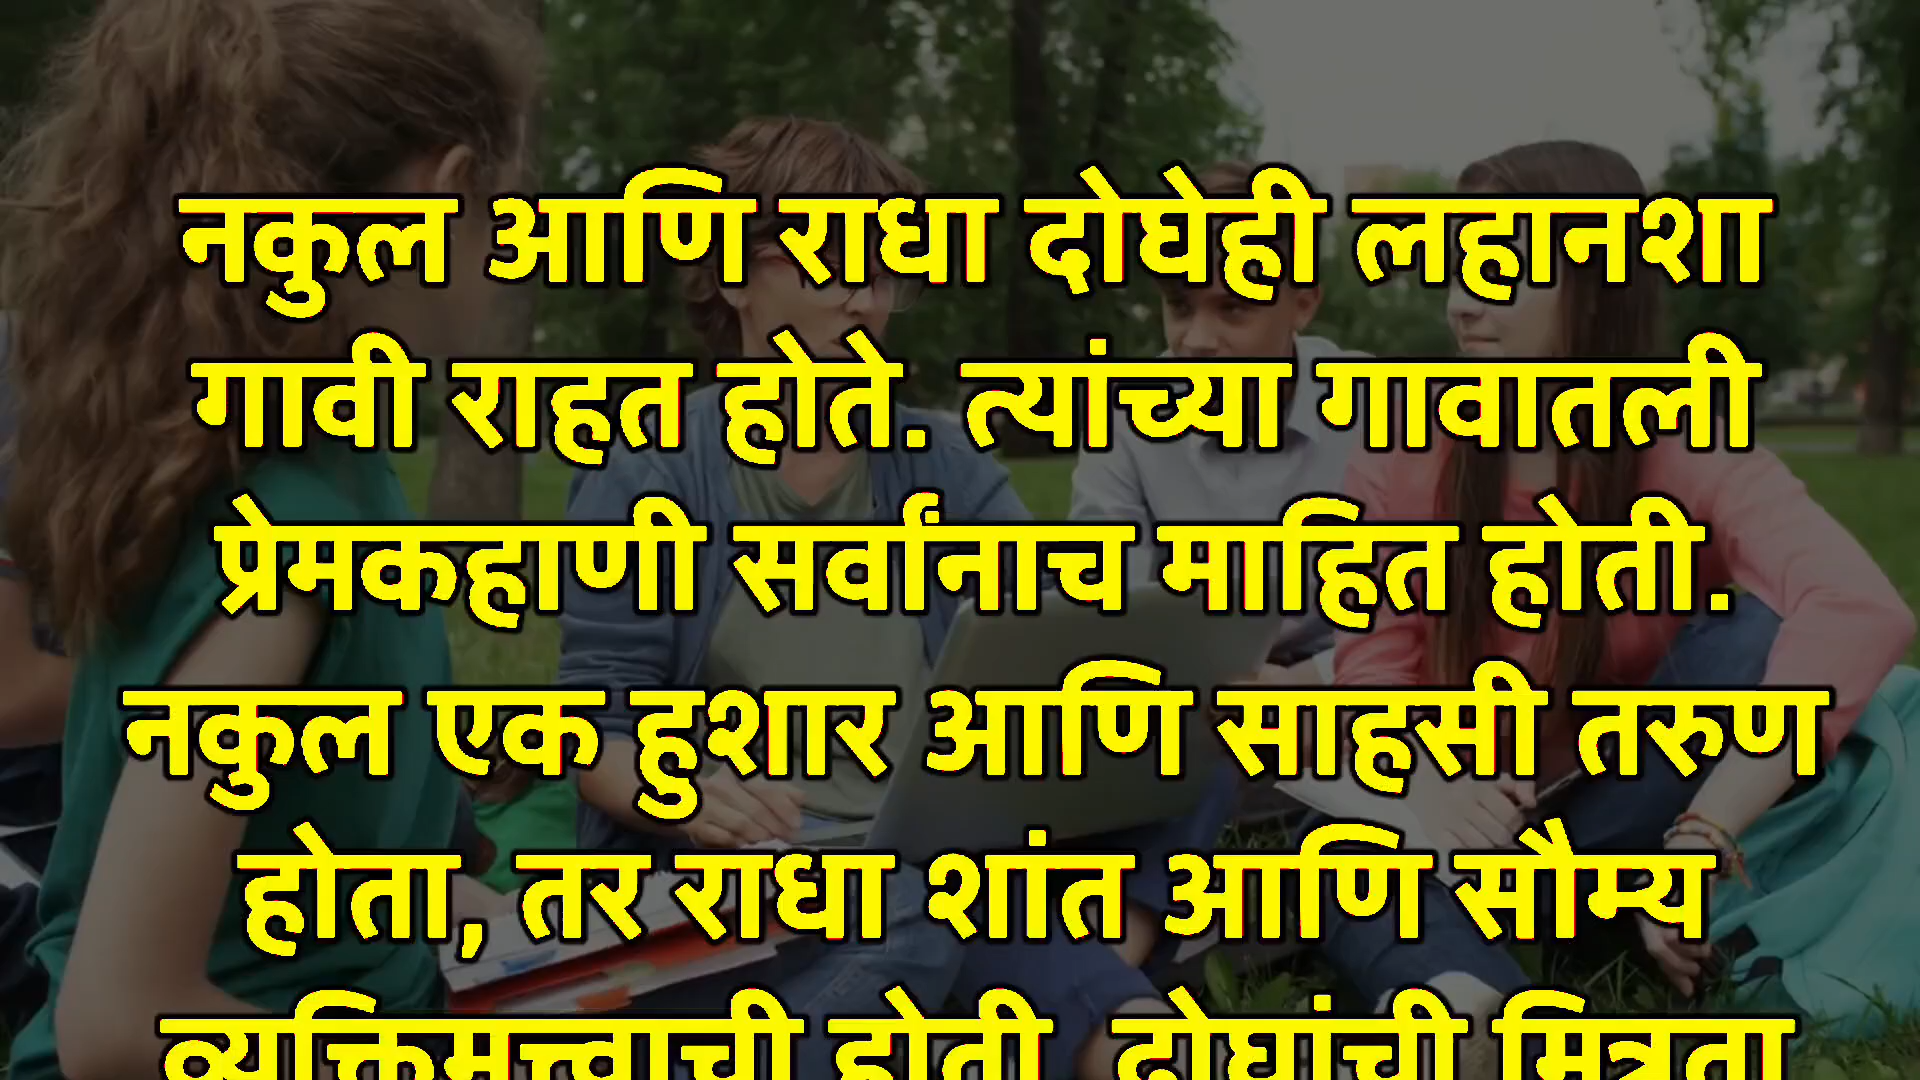 नकुल आणि राधा दोघेही लहानशा
गावी राहत होते. त्यांच्या गावातली
प्रेमकहाणी सर्वांनाच माहित होती.
नकुल एक हुशार आणि साहसी तरुण
होता, तर राधा शांत आणि सौम्य
व्यक्तिमत्त्वाची होती. दोघांची मित्रता